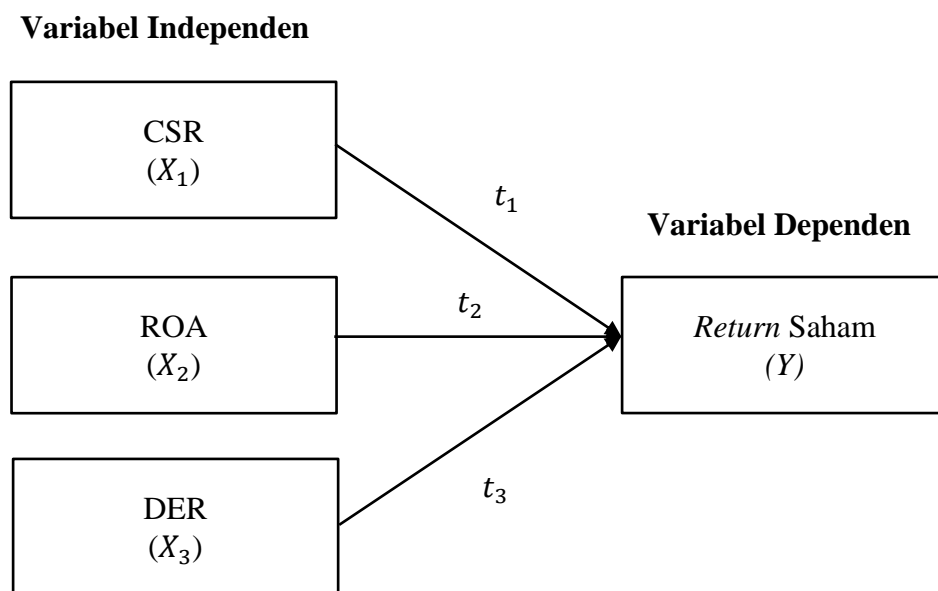 Variabel Independen
CSR
(X₁)
t₁
Variabel Dependen
ROA
(X₂)
t₂
Return Saham
(Y)
DER
(X₃)
t₃